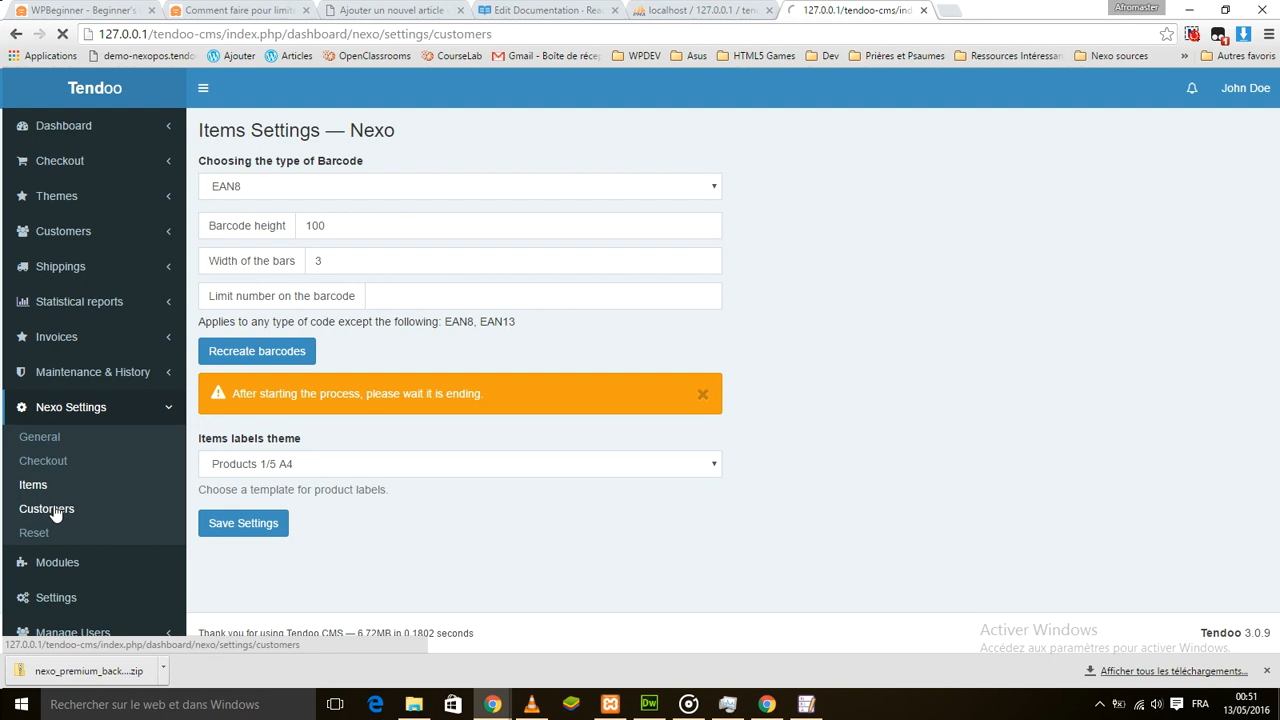 WPBeginner - Beginner's
Comment faire pour limit
Ajouter un nouvel article
Edit Documentation - Rea
localhost / 127.0.0.1 / ten
127.0.0.1/tendoo-cms/ind
Afromaster
127.0.0.1/tendoo-cms/index.php/dashboard/nexo/settings/customers
Applications
demo-nexopos.tendo
Ajouter
Articles
OpenClassrooms
CourseLab
Gmail - Boîte de récep
WPDEV
Asus
HTML5 Games
Dev
Prières et Psaumes
Ressources Intéressan
Nexo sources
»
Autres favoris
Tendoo
John Doe
Dashboard
Checkout
Themes
Customers
Shippings
Statistical reports
Invoices
Maintenance & History
Nexo Settings
General
Checkout
Items
Customers
Reset
Modules
Settings
Manage Users
Items Settings — Nexo
Choosing the type of Barcode
EAN8
Barcode height 100
Width of the bars 3
Limit number on the barcode
Applies to any type of code except the following: EAN8, EAN13
Recreate barcodes
After starting the process, please wait it is ending.
Items labels theme
Products 1/5 A4
Choose a template for product labels.
Save Settings
Thank you for using Tendoo CMS — 6.72MB in 0.1802 seconds
Tendoo 3.0.9
Activer Windows
Accédez aux paramètres pour activer Windows.
127.0.0.1/tendoo-cms/index.php/dashboard/nexo/settings/customers
nexo_premium_back....zip
Afficher tous les téléchargements...
Rechercher sur le web et dans Windows
FRA
00:51
13/05/2016